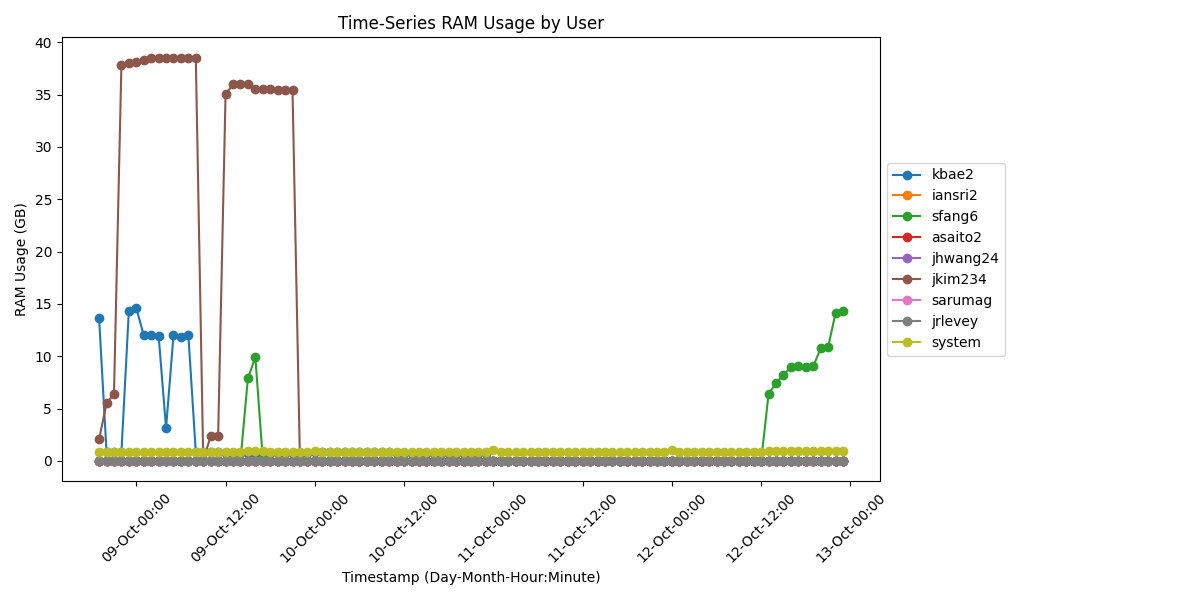 Time-Series RAM Usage by User
RAM Usage (GB)
40
35
30
25
20
15
10
5
0
09-Oct-00:00
09-Oct-12:00
10-Oct-00:00
10-Oct-12:00
11-Oct-00:00
11-Oct-12:00
12-Oct-00:00
12-Oct-12:00
13-Oct-00:00
Timestamp (Day-Month-Hour:Minute)
kbae2
iansri2
sfang6
asaito2
jhwang24
jkim234
sarumag
jrlevey
system